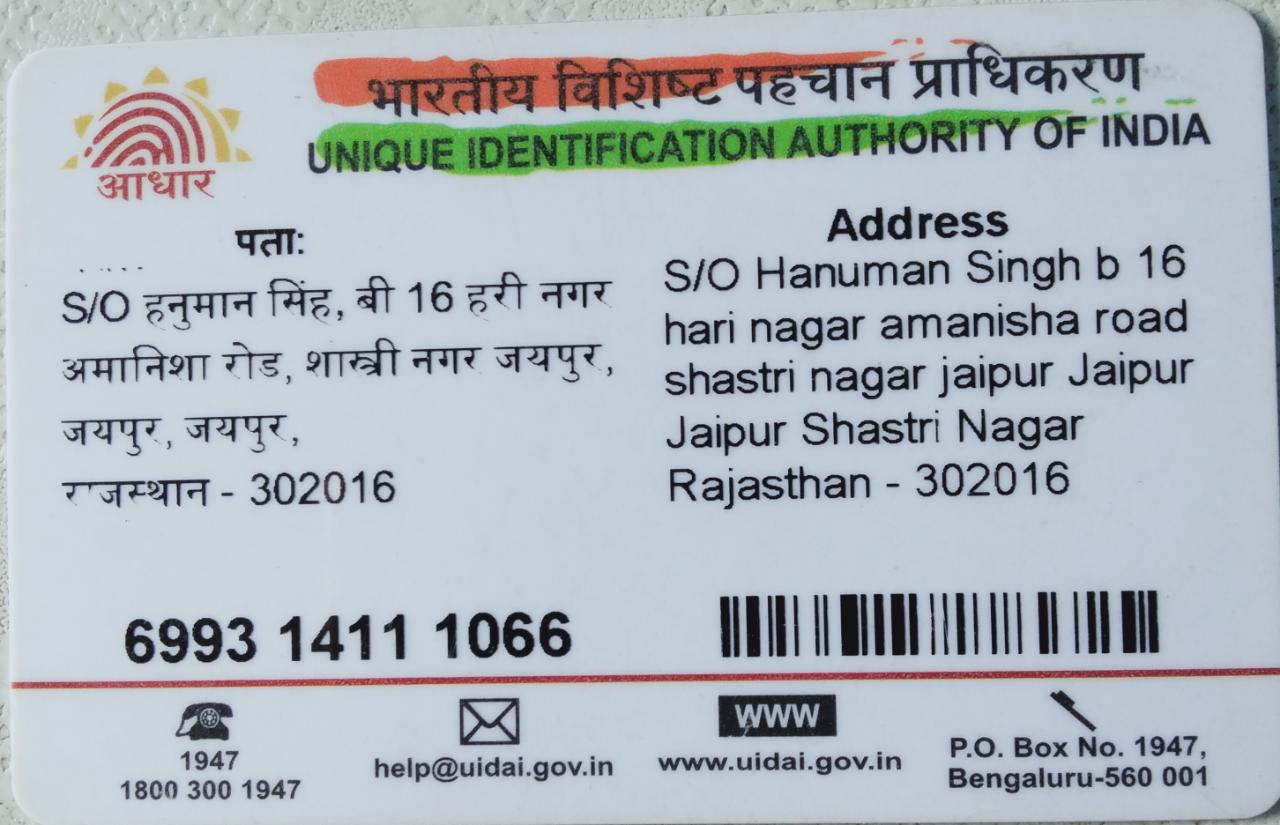 भारतीय विशिष्ट पहचान प्राधिकरण
UNIQUE IDENTIFICATION AUTHORITY OF INDIA
आधार
पता:
S/O हनुमान सिंह, बी 16 हरी नगर
अमानिशा रोड, शास्त्री नगर जयपुर,
जयपुर, जयपुर,
राजस्थान - 302016
Address
S/O Hanuman Singh b 16
hari nagar amanisha road
shastri nagar jaipur Jaipur
Jaipur Shastri Nagar
Rajasthan - 302016
6993 1411 1066
1947
1800 300 1947
help@uidai.gov.in
www
www.uidai.gov.in
P.O. Box No. 1947,
Bengaluru-560 001